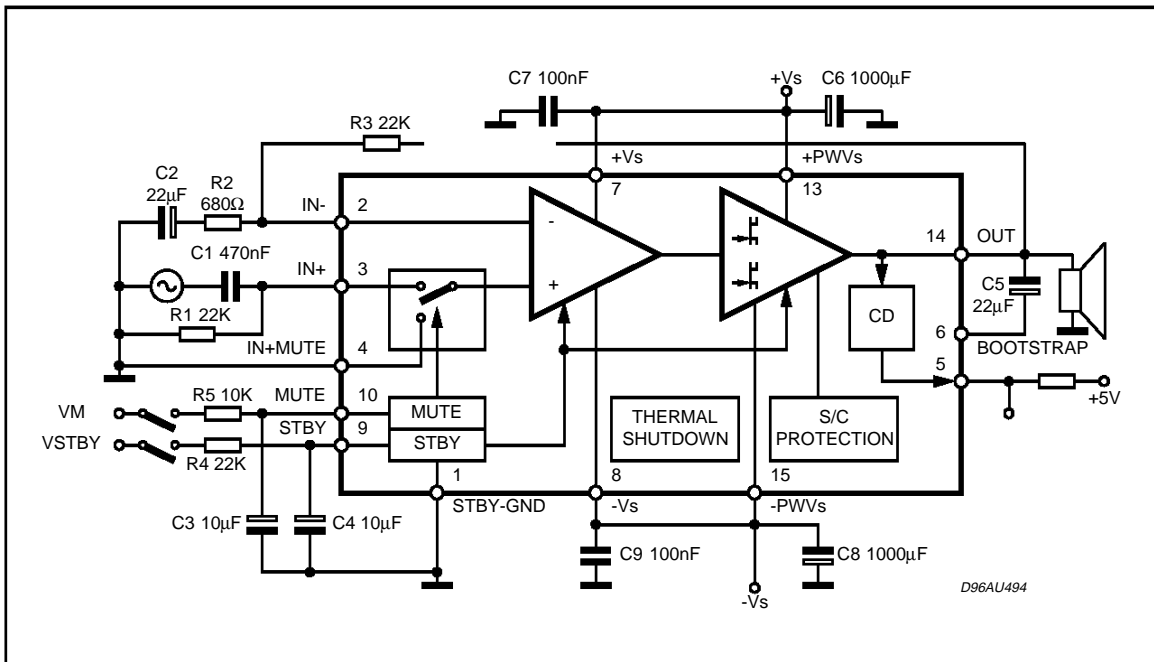 C7 100nF
+Vs
C6 1000µF
R3 22K
+Vs
+PWVs
C2
22µF
R2
680Ω
IN-
2
7
13
-
14
OUT
C1 470nF
IN+
3
+
C5
22µF
R1 22K
CD
6
IN+MUTE
4
BOOTSTRAP
5
+5V
VM
R5 10K
MUTE
10
MUTE
THERMAL
SHUTDOWN
S/C
PROTECTION
VSTBY
R4 22K
STBY
9
STBY
1
8
15
STBY-GND
-Vs
-PWVs
C3 10µF
C4 10µF
C9 100nF
C8 1000µF
-Vs
D96AU494